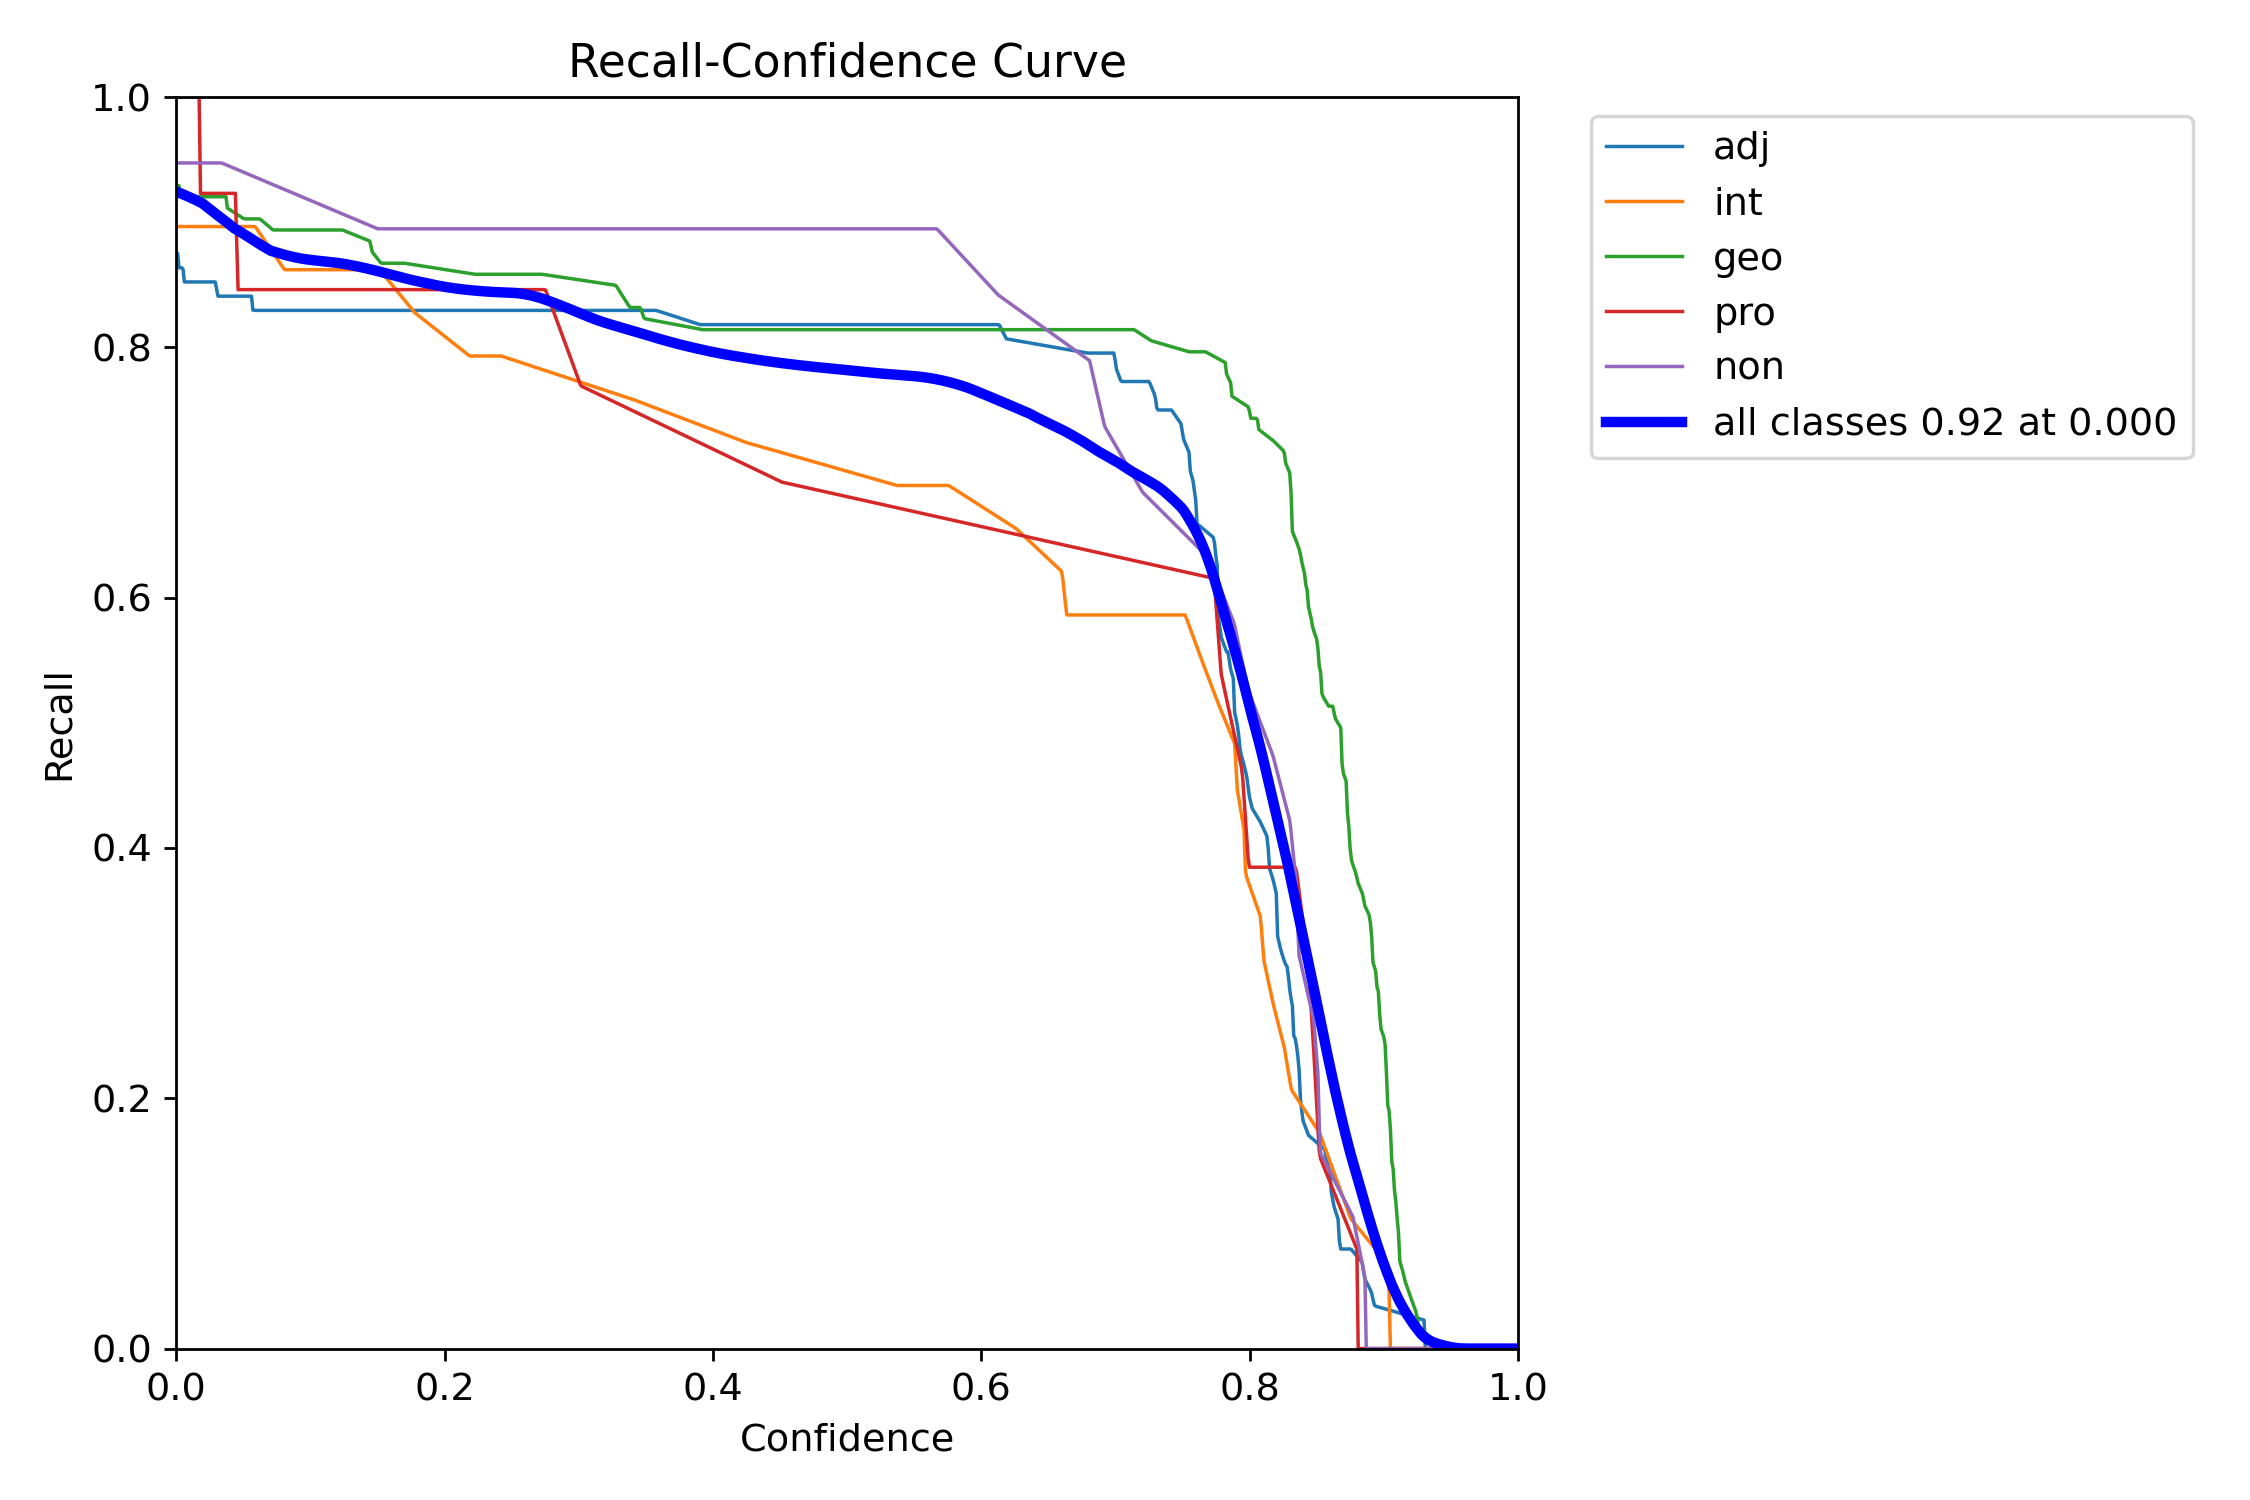 Recall-Confidence Curve
1.0
0.8
0.6
0.4
0.2
0.0
Recall
0.0 0.2 0.4 0.6 0.8 1.0
Confidence
adj
int
geo
pro
non
all classes 0.92 at 0.000